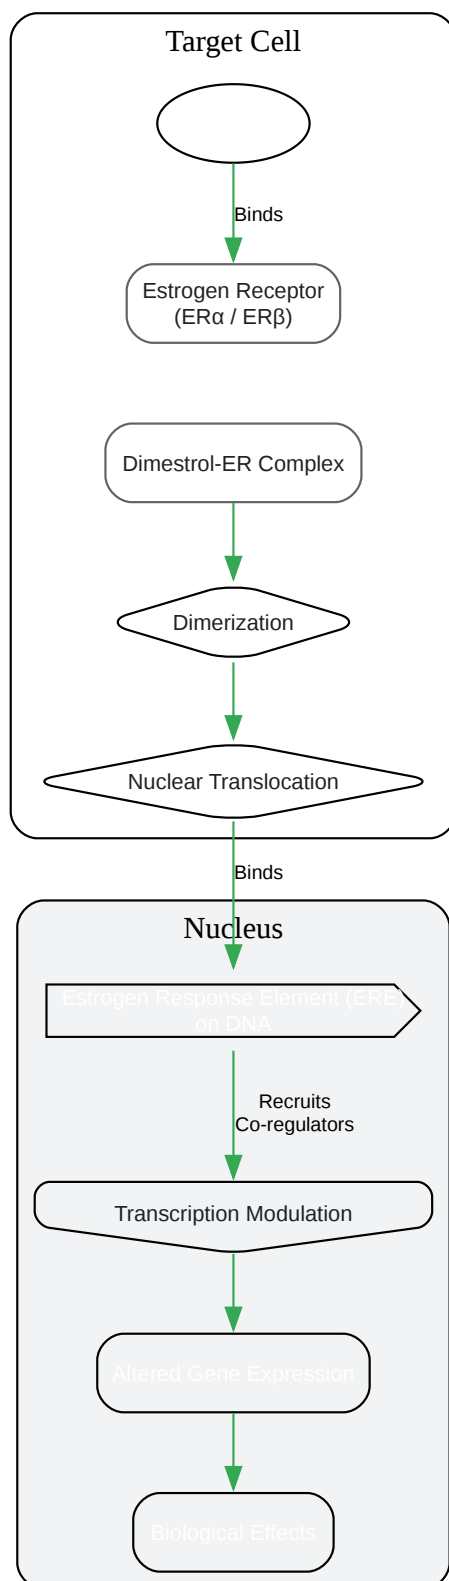 Target Cell
Binds
Estrogen Receptor
(ERα / ERβ)
Dimestrol-ER Complex
Dimerization
Nuclear Translocation
Binds
Nucleus
Estrogen Response Element (ERE)
on DNA
Recruits
Co-regulators
Transcription Modulation
Altered Gene Expression
Biological Effects